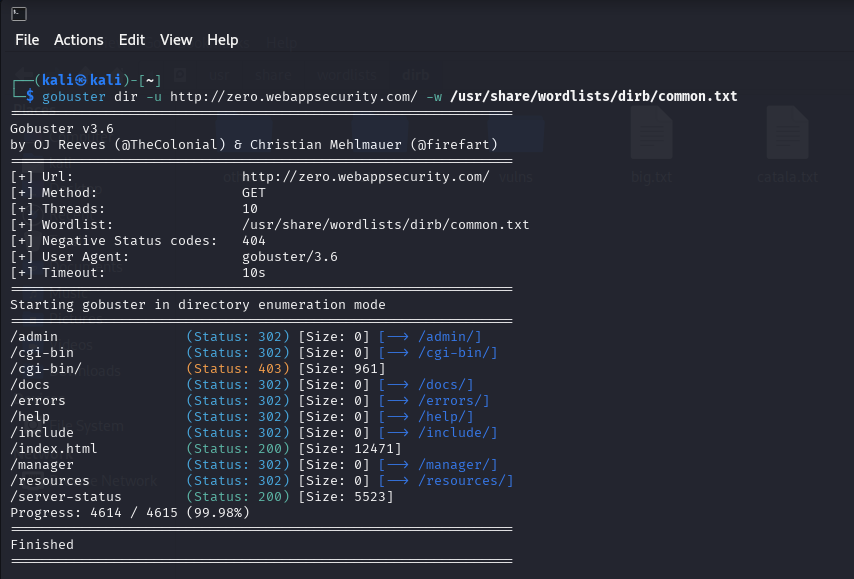 File Actions Edit View Help
┌──(kali㉿kali)-[~]
└─$ gobuster dir -u http://zero.webappsecurity.com/ -w /usr/share/wordlists/dirb/common.txt
===============================================================
Gobuster v3.6
by OJ Reeves (@TheColonial) & Christian Mehlmauer (@firefart)
===============================================================
[+] Url:                     http://zero.webappsecurity.com/
[+] Method:                  GET
[+] Threads:                 10
[+] Wordlist:                /usr/share/wordlists/dirb/common.txt
[+] Negative Status codes:   404
[+] User Agent:              gobuster/3.6
[+] Timeout:                 10s
===============================================================
Starting gobuster in directory enumeration mode
===============================================================
/admin                (Status: 302) [Size: 0] [--> /admin/]
/cgi-bin              (Status: 302) [Size: 0] [--> /cgi-bin/]
/cgi-bin/             (Status: 403) [Size: 961]
/docs                 (Status: 302) [Size: 0] [--> /docs/]
/errors               (Status: 302) [Size: 0] [--> /errors/]
/help                 (Status: 302) [Size: 0] [--> /help/]
/include              (Status: 302) [Size: 0] [--> /include/]
/index.html           (Status: 200) [Size: 12471]
/manager              (Status: 302) [Size: 0] [--> /manager/]
/resources            (Status: 302) [Size: 0] [--> /resources/]
/server-status        (Status: 200) [Size: 5523]
Progress: 4614 / 4615 (99.98%)
===============================================================
Finished
===============================================================